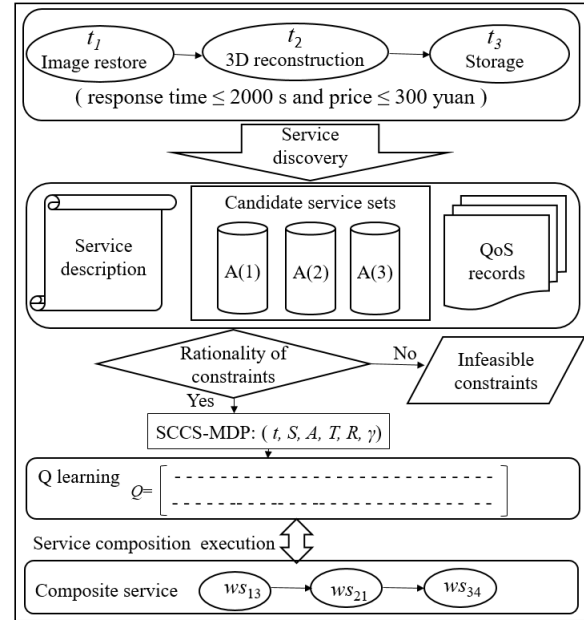 t1 t2 t3
Image restore 3D reconstruction Storage
( response time ≤ 2000 s and price ≤ 300 yuan )
Service
discovery
Candidate service sets
Service
description
A(1) A(2) A(3)
QoS
records
Rationality of
constraints
No
Infeasible
constraints
Yes
SCCS-MDP: ( t, S, A, T, R, γ)
Q learning
Q=
Service composition execution
Composite service ws13 ws21 ws34